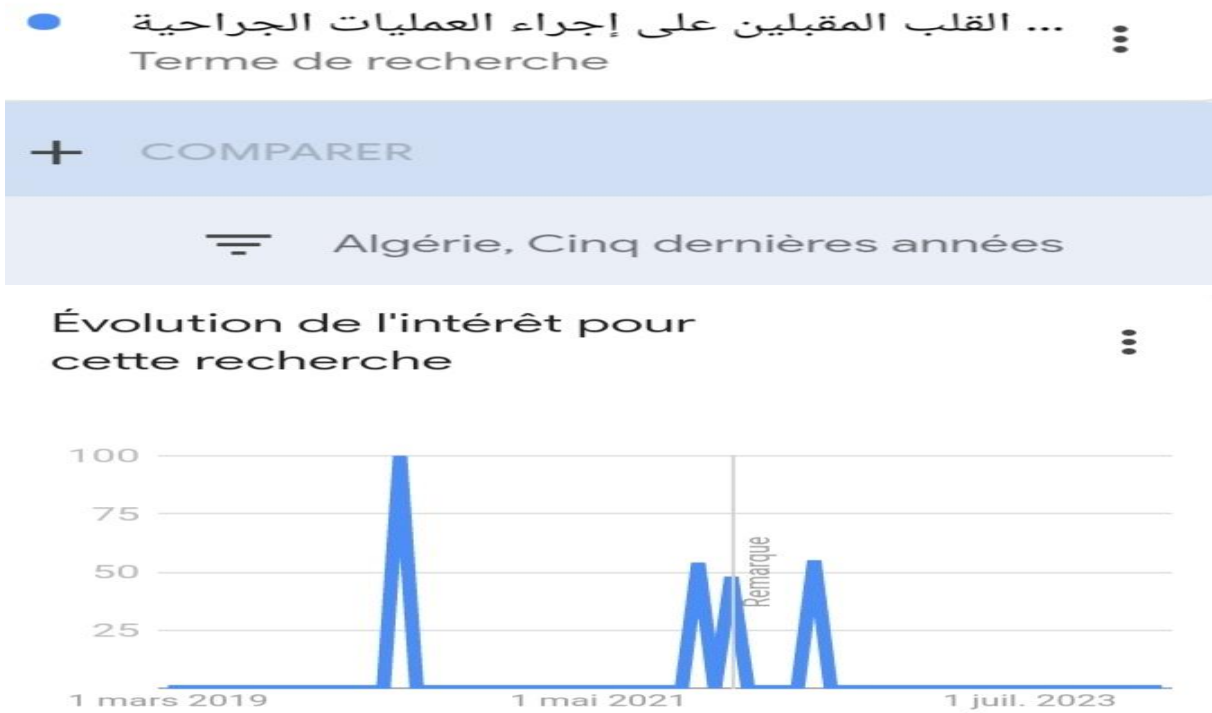 ... القلب المقبلين على إجراء العمليات الجراحية
Terme de recherche
COMPARER
Algérie, Cinq dernières années
Évolution de l'intérêt pour
cette recherche
100
75
50
25
Remarque
1 mars 2019
1 mai 2021
1 juil. 2023